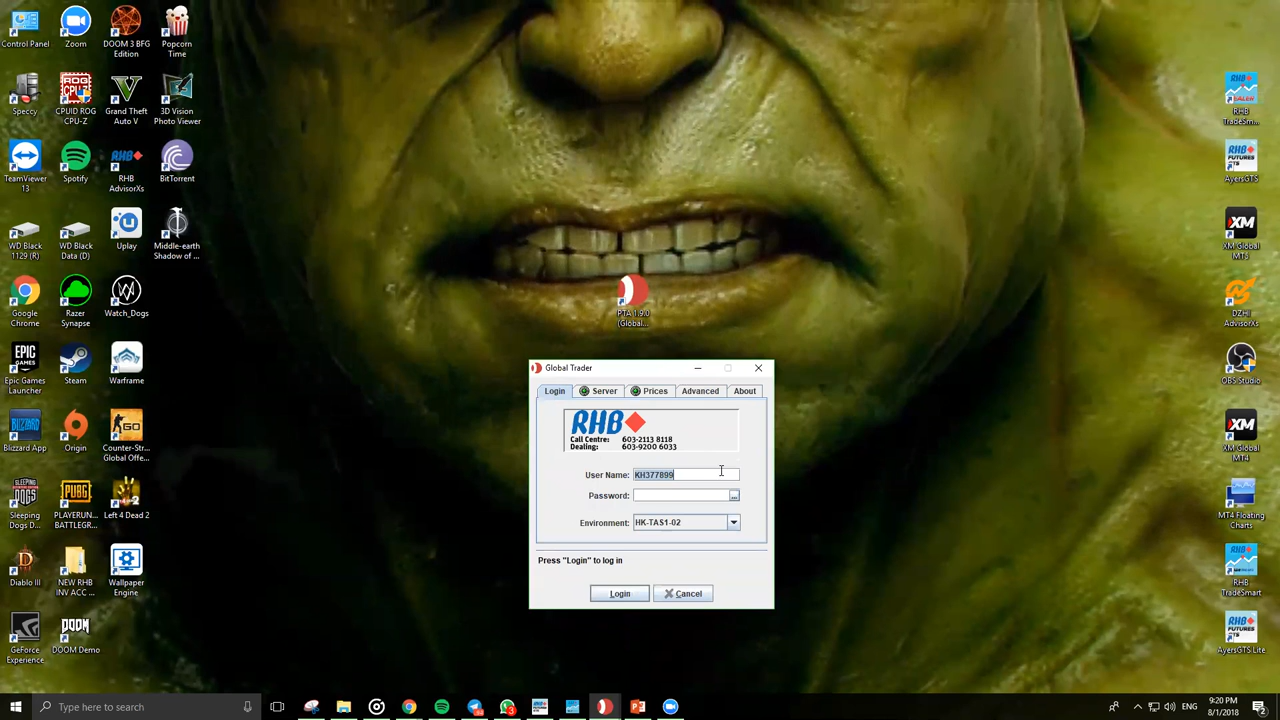 Control Panel
Zoom
DOOM 3 BFG
Edition
Popcorn
Time
Speccy
CPUID ROG
CPU-Z
Grand Theft
Auto V
3D Vision
Photo Viewer
TeamViewer
13
Spotify
RHB
AdvisorXs
BitTorrent
WD Black
1129 (R)
WD Black
Data (D)
Uplay
Middle-earth
Shadow of ...
Google
Chrome
Razer
Synapse
Watch_Dogs
Epic Games
Launcher
Steam
Warframe
Blizzard App
Origin
Counter-Str...
Global Offe...
Sleeping
Dogs D...
PLAYERUN...
BATTLEGR...
Left 4 Dead 2
Diablo III
NEW RHB
INV ACC ...
Wallpaper
Engine
GeForce
Experience
DOOM Demo
PTA 1.9.0
(Global...
RHB
TradeSm...
AyersGTS
XM Global
MT5
DZHI
AdvisorXs
OBS Studio
XM Global
MT4
MT4 Floating
Charts
RHB
TradeSmart
AyersGTS Lite
Global Trader
Login
Server
Prices
Advanced
About
RHB
Call Centre: 603-2113 8118
Dealing: 603-9200 6033
User Name: KH377899
Password:
...
Environment: HK-TAS1-02
Press "Login" to log in
Login
Cancel
Type here to search
ENG
9:20 PM
8/1/2018